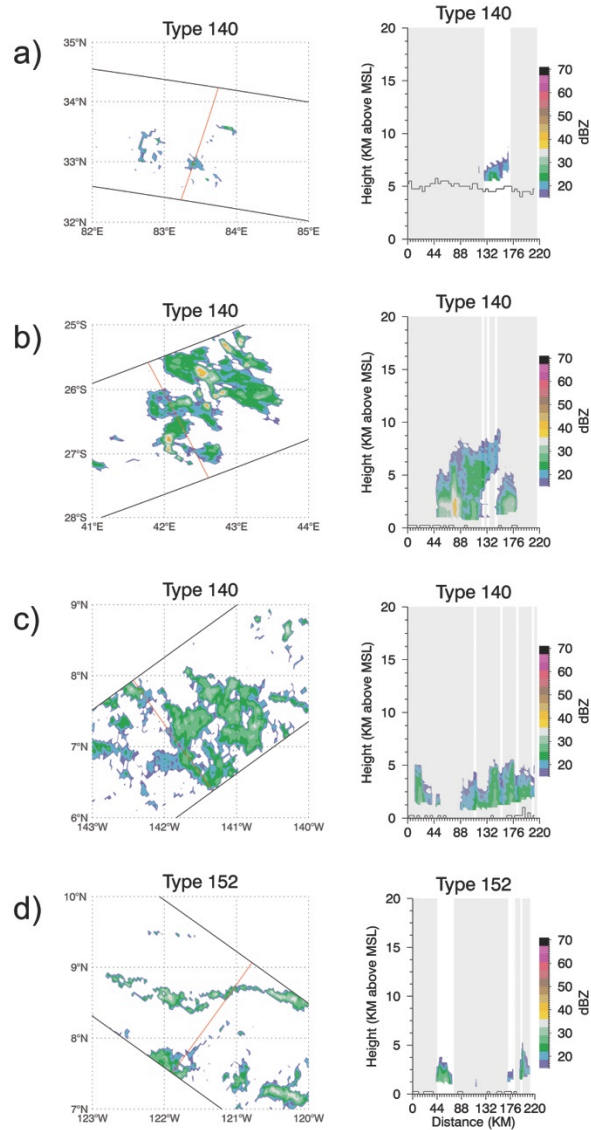 a)
Type 140
35°N
34°N
33°N
32°N
82°E 83°E 84°E 85°E
Type 140
Height (KM above MSL)
20
15
10
5
0
0 44 88 132 176 220
70
60
50
40
30
20
dBZ
b)
Type 140
25°S
26°S
27°S
28°S
41°E 42°E 43°E 44°E
Type 140
Height (KM above MSL)
20
15
10
5
0
0 44 88 132 176 220
70
60
50
40
30
20
dBZ
c)
Type 140
9°N
8°N
7°N
6°N
143°W 142°W 141°W 140°W
Type 140
Height (KM above MSL)
20
15
10
5
0
0 44 88 132 176 220
70
60
50
40
30
20
dBZ
d)
Type 152
10°N
9°N
8°N
7°N
123°W 122°W 121°W 120°W
Type 152
Height (KM above MSL)
20
15
10
5
0
0 44 88 132 176 220
Distance (KM)
70
60
50
40
30
20
dBZ